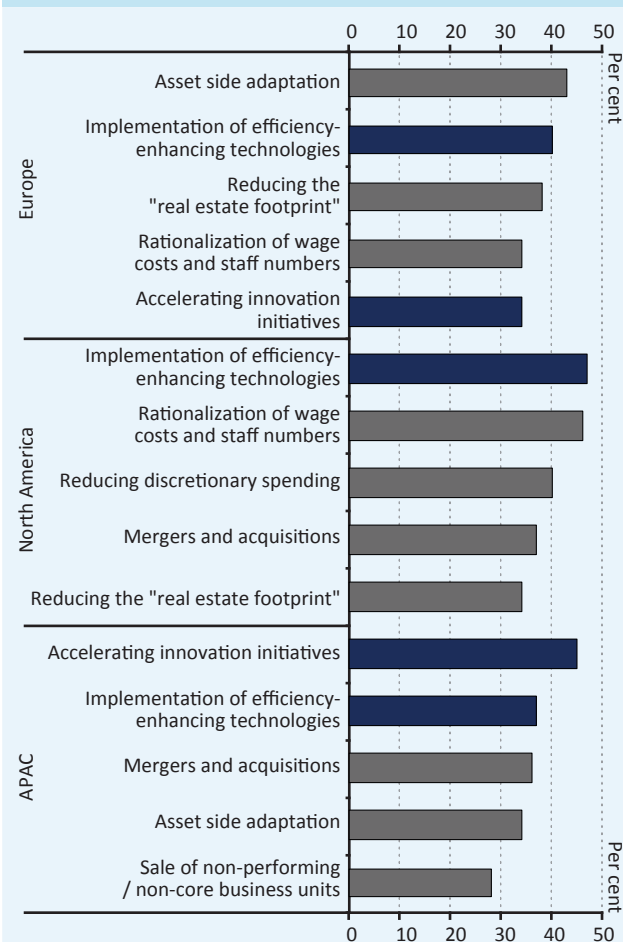 0 10 20 30 40 50
Per cent
Europe
Asset side adaptation
Implementation of efficiency-
enhancing technologies
Reducing the
"real estate footprint"
Rationalization of wage
costs and staff numbers
Accelerating innovation
initiatives
North America
Implementation of efficiency-
enhancing technologies
Rationalization of wage
costs and staff numbers
Reducing discretionary spending
Mergers and acquisitions
Reducing the "real estate footprint"
APAC
Accelerating innovation initiatives
Implementation of efficiency-
enhancing technologies
Mergers and acquisitions
Asset side adaptation
Sale of non-performing
/ non-core business units
Per cent
0 10 20 30 40 50